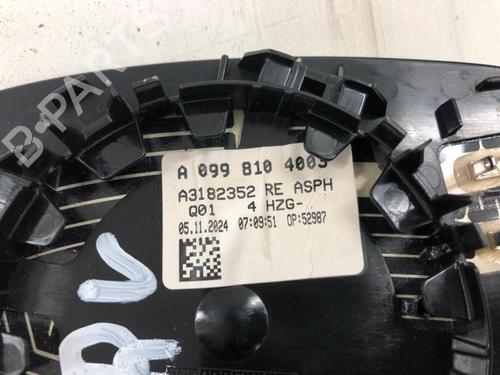 B-PARTS
A 099 810 4003
A3182352 RE ASPH
Q01 4 HZG-
05.11.2024 07:09:51 OP:52987